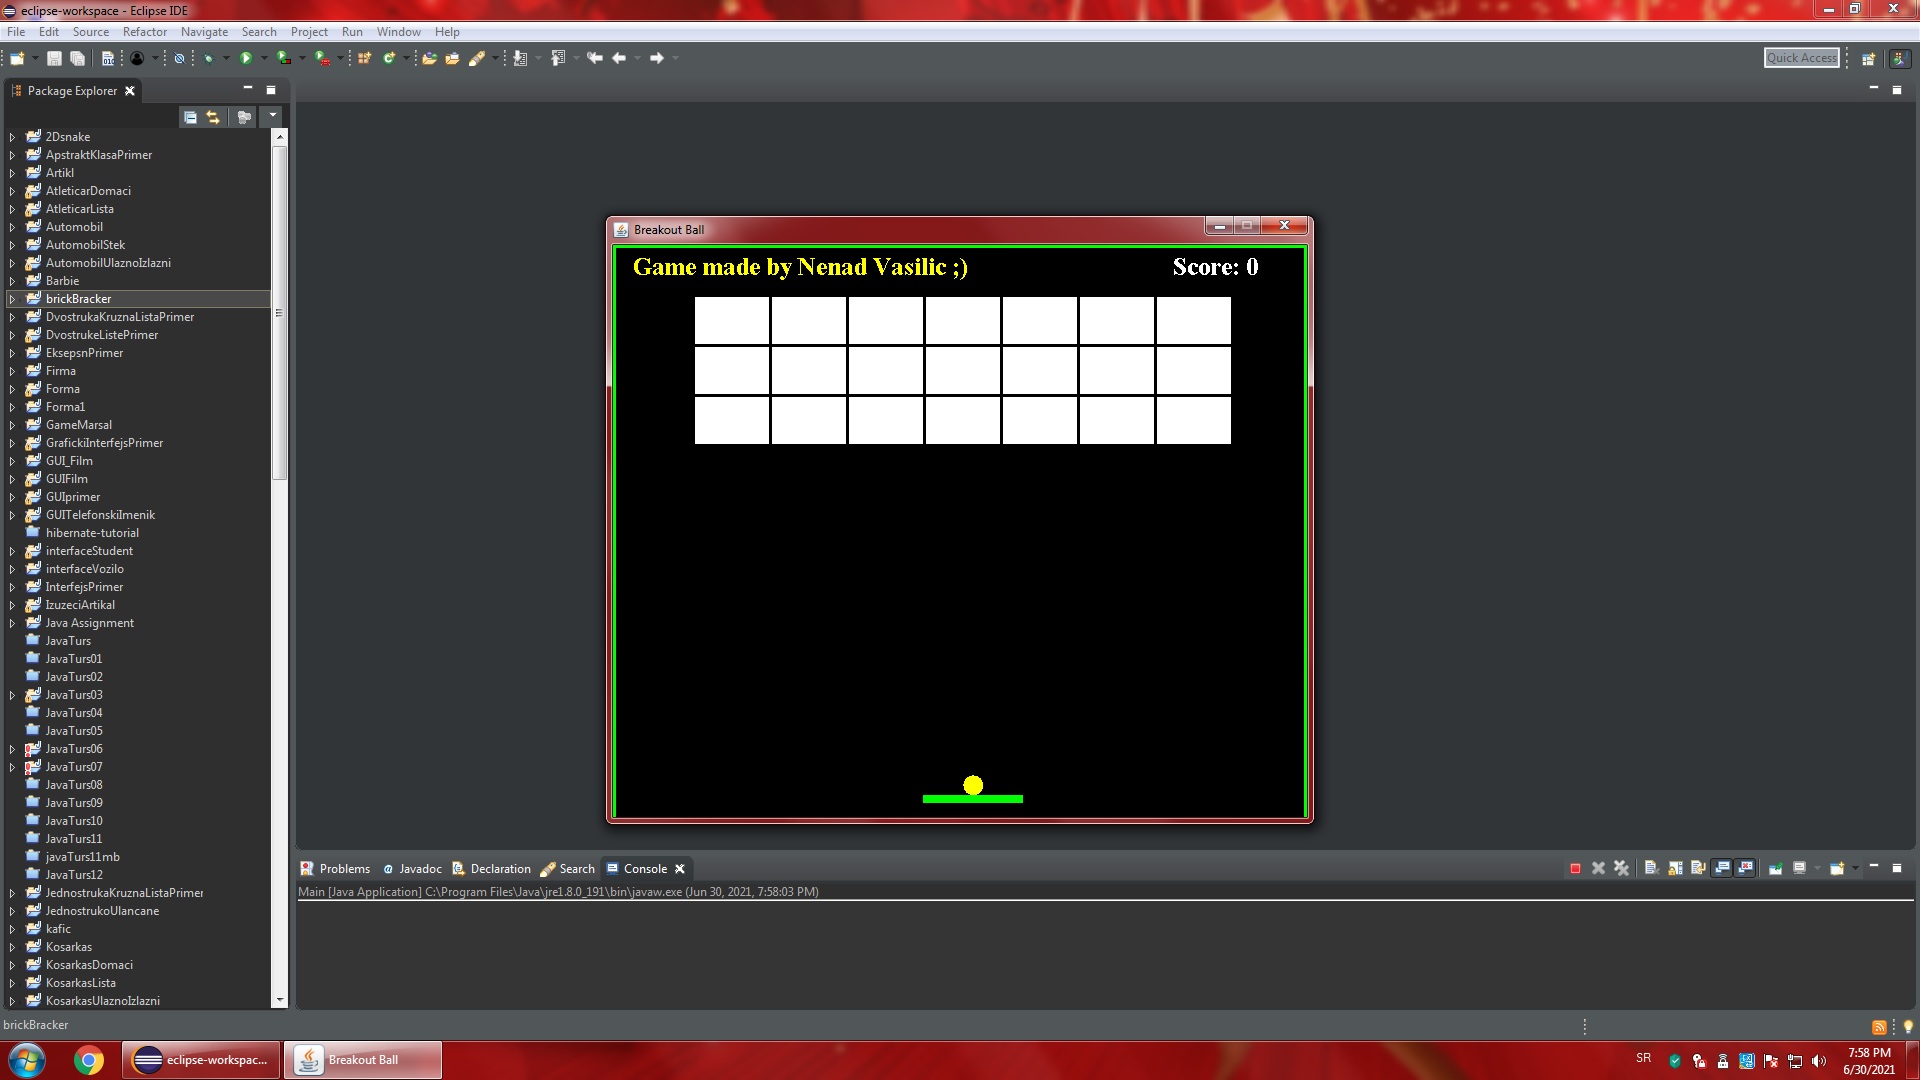 eclipse-workspace - Eclipse IDE
File Edit Source Refactor Navigate Search Project Run Window Help
Quick Access
Package Explorer
2Dsnake
ApstraktKlasaPrimer
Artikl
AtleticarDomaci
AtleticarLista
Automobil
AutomobilStek
AutomobilUlaznoIzlazni
Barbie
brickBracker
DvostrukaKruznaListaPrimer
DvostrukeListePrimer
EksepsnPrimer
Firma
Forma
Forma1
GameMarsal
GrafickiInterfejsPrimer
GUI_Film
GUIFilm
GUIprimer
GUITelefonskiImenik
hibernate-tutorial
interfaceStudent
interfaceVozilo
InterfejsPrimer
IzuzeciArtikal
Java Assignment
JavaTurs
JavaTurs01
JavaTurs02
JavaTurs03
JavaTurs04
JavaTurs05
JavaTurs06
JavaTurs07
JavaTurs08
JavaTurs09
JavaTurs10
JavaTurs11
javaTurs11mb
JavaTurs12
JednostrukaKruznaListaPrimer
JednostrukoUlancane
kafic
Kosarkas
KosarkasDomaci
KosarkasLista
KosarkasUlaznoIzlazni
Breakout Ball
Game made by Nenad Vasilic ;) Score: 0
Problems @ Javadoc Declaration Search Console
Main [Java Application] C:\Program Files\Java\jre1.8.0_191\bin\javaw.exe (Jun 30, 2021, 7:58:03 PM)
brickBracker
eclipse-workspac... Breakout Ball SR 7:58 PM
6/30/2021